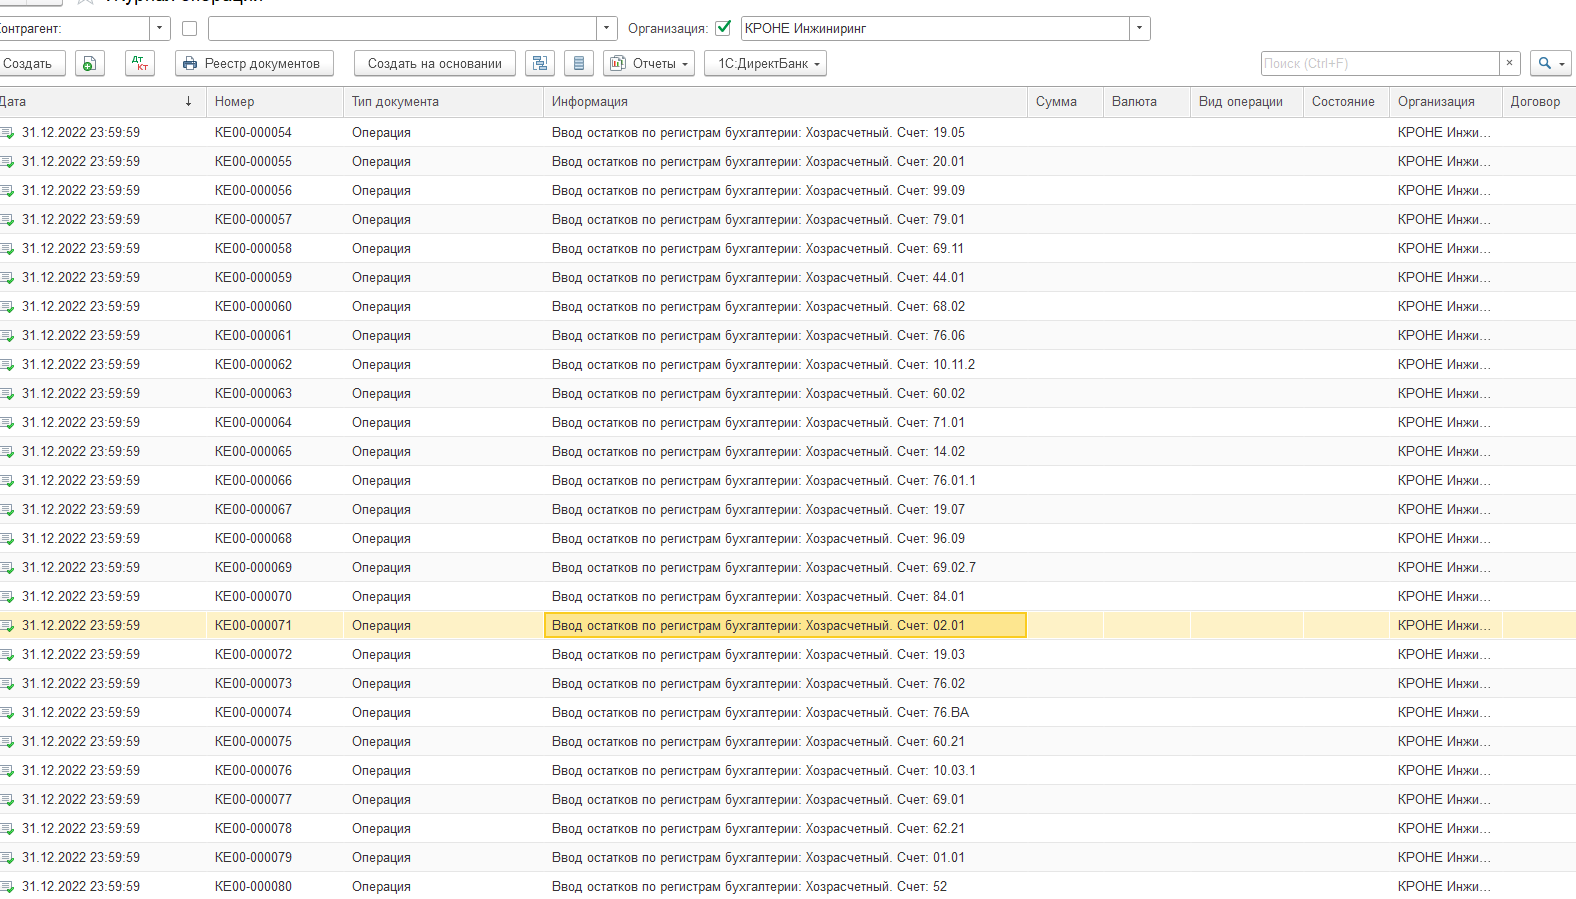 Журнал операций
Контрагент: Организация: КРОНЕ Инжиниринг
Создать Дт Кт Реестр документов Создать на основании Отчеты 1С:ДиректБанк Поиск (Ctrl+F) ×
Дата ↓ Номер Тип документа Информация Сумма Валюта Вид операции Состояние Организация Договор
31.12.2022 23:59:59 КЕ00-000054 Операция Ввод остатков по регистрам бухгалтерии: Хозрасчетный. Счет: 19.05 КРОНЕ Инжи...
31.12.2022 23:59:59 КЕ00-000055 Операция Ввод остатков по регистрам бухгалтерии: Хозрасчетный. Счет: 20.01 КРОНЕ Инжи...
31.12.2022 23:59:59 КЕ00-000056 Операция Ввод остатков по регистрам бухгалтерии: Хозрасчетный. Счет: 99.09 КРОНЕ Инжи...
31.12.2022 23:59:59 КЕ00-000057 Операция Ввод остатков по регистрам бухгалтерии: Хозрасчетный. Счет: 79.01 КРОНЕ Инжи...
31.12.2022 23:59:59 КЕ00-000058 Операция Ввод остатков по регистрам бухгалтерии: Хозрасчетный. Счет: 69.11 КРОНЕ Инжи...
31.12.2022 23:59:59 КЕ00-000059 Операция Ввод остатков по регистрам бухгалтерии: Хозрасчетный. Счет: 44.01 КРОНЕ Инжи...
31.12.2022 23:59:59 КЕ00-000060 Операция Ввод остатков по регистрам бухгалтерии: Хозрасчетный. Счет: 68.02 КРОНЕ Инжи...
31.12.2022 23:59:59 КЕ00-000061 Операция Ввод остатков по регистрам бухгалтерии: Хозрасчетный. Счет: 76.06 КРОНЕ Инжи...
31.12.2022 23:59:59 КЕ00-000062 Операция Ввод остатков по регистрам бухгалтерии: Хозрасчетный. Счет: 10.11.2 КРОНЕ Инжи...
31.12.2022 23:59:59 КЕ00-000063 Операция Ввод остатков по регистрам бухгалтерии: Хозрасчетный. Счет: 60.02 КРОНЕ Инжи...
31.12.2022 23:59:59 КЕ00-000064 Операция Ввод остатков по регистрам бухгалтерии: Хозрасчетный. Счет: 71.01 КРОНЕ Инжи...
31.12.2022 23:59:59 КЕ00-000065 Операция Ввод остатков по регистрам бухгалтерии: Хозрасчетный. Счет: 14.02 КРОНЕ Инжи...
31.12.2022 23:59:59 КЕ00-000066 Операция Ввод остатков по регистрам бухгалтерии: Хозрасчетный. Счет: 76.01.1 КРОНЕ Инжи...
31.12.2022 23:59:59 КЕ00-000067 Операция Ввод остатков по регистрам бухгалтерии: Хозрасчетный. Счет: 19.07 КРОНЕ Инжи...
31.12.2022 23:59:59 КЕ00-000068 Операция Ввод остатков по регистрам бухгалтерии: Хозрасчетный. Счет: 96.09 КРОНЕ Инжи...
31.12.2022 23:59:59 КЕ00-000069 Операция Ввод остатков по регистрам бухгалтерии: Хозрасчетный. Счет: 69.02.7 КРОНЕ Инжи...
31.12.2022 23:59:59 КЕ00-000070 Операция Ввод остатков по регистрам бухгалтерии: Хозрасчетный. Счет: 84.01 КРОНЕ Инжи...
31.12.2022 23:59:59 КЕ00-000071 Операция Ввод остатков по регистрам бухгалтерии: Хозрасчетный. Счет: 02.01 КРОНЕ Инжи...
31.12.2022 23:59:59 КЕ00-000072 Операция Ввод остатков по регистрам бухгалтерии: Хозрасчетный. Счет: 19.03 КРОНЕ Инжи...
31.12.2022 23:59:59 КЕ00-000073 Операция Ввод остатков по регистрам бухгалтерии: Хозрасчетный. Счет: 76.02 КРОНЕ Инжи...
31.12.2022 23:59:59 КЕ00-000074 Операция Ввод остатков по регистрам бухгалтерии: Хозрасчетный. Счет: 76.ВА КРОНЕ Инжи...
31.12.2022 23:59:59 КЕ00-000075 Операция Ввод остатков по регистрам бухгалтерии: Хозрасчетный. Счет: 60.21 КРОНЕ Инжи...
31.12.2022 23:59:59 КЕ00-000076 Операция Ввод остатков по регистрам бухгалтерии: Хозрасчетный. Счет: 10.03.1 КРОНЕ Инжи...
31.12.2022 23:59:59 КЕ00-000077 Операция Ввод остатков по регистрам бухгалтерии: Хозрасчетный. Счет: 69.01 КРОНЕ Инжи...
31.12.2022 23:59:59 КЕ00-000078 Операция Ввод остатков по регистрам бухгалтерии: Хозрасчетный. Счет: 62.21 КРОНЕ Инжи...
31.12.2022 23:59:59 КЕ00-000079 Операция Ввод остатков по регистрам бухгалтерии: Хозрасчетный. Счет: 01.01 КРОНЕ Инжи...
31.12.2022 23:59:59 КЕ00-000080 Операция Ввод остатков по регистрам бухгалтерии: Хозрасчетный. Счет: 52 КРОНЕ Инжи...